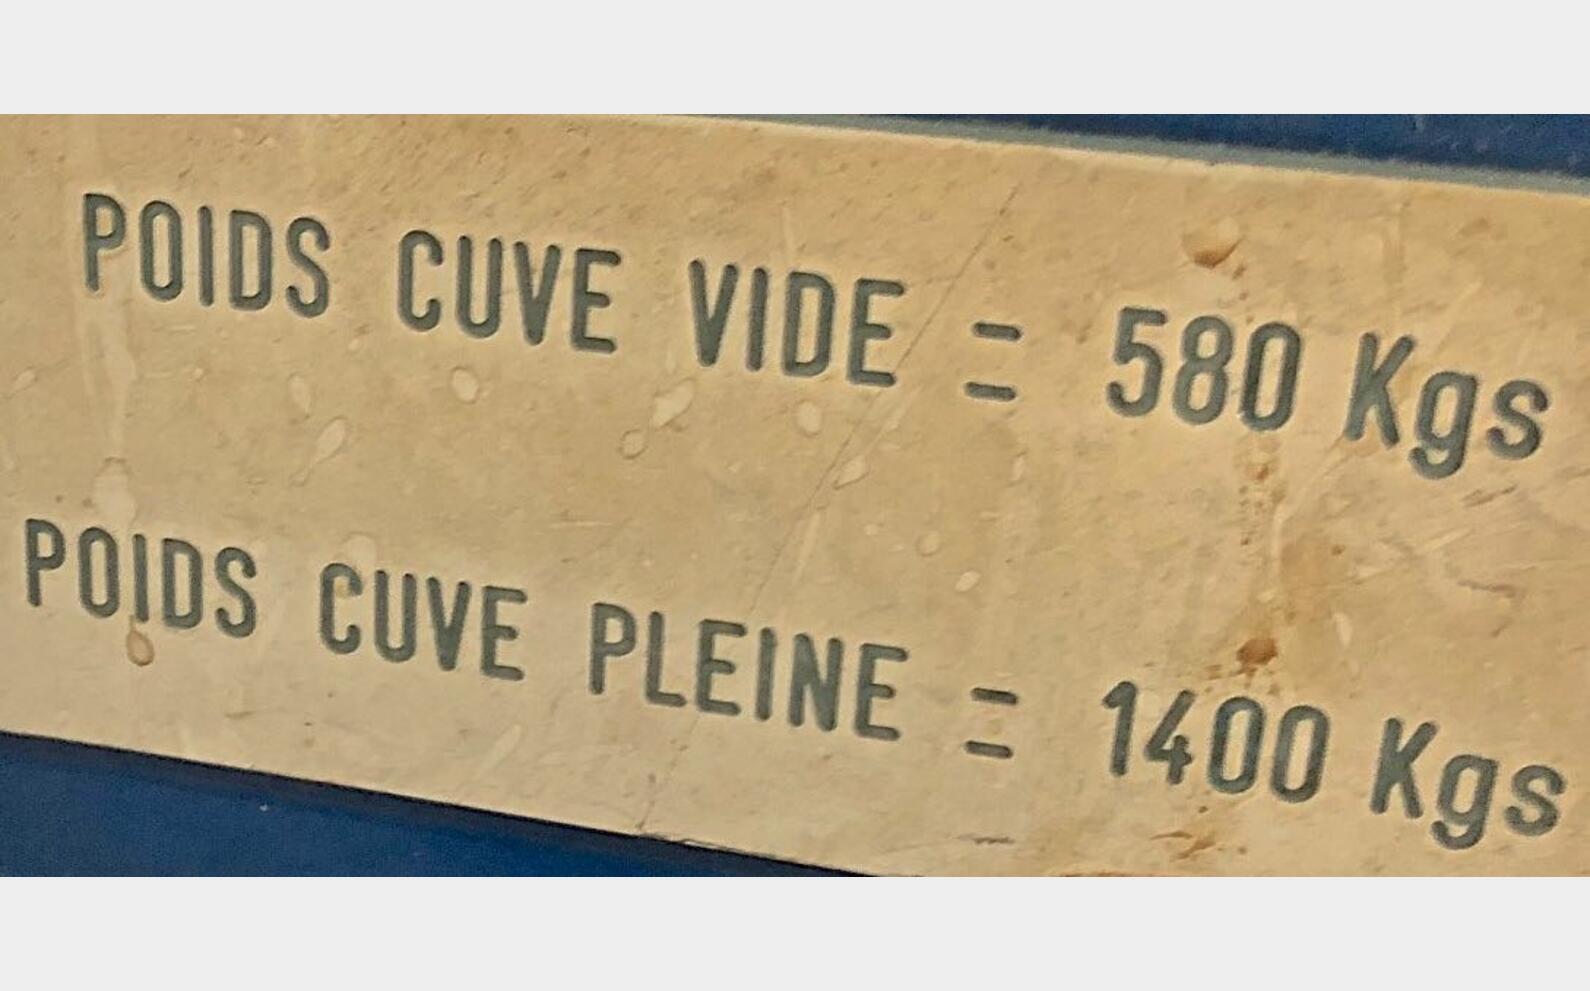 POIDS CUVE VIDE = 580 Kgs
POIDS CUVE PLEINE = 1400 Kgs